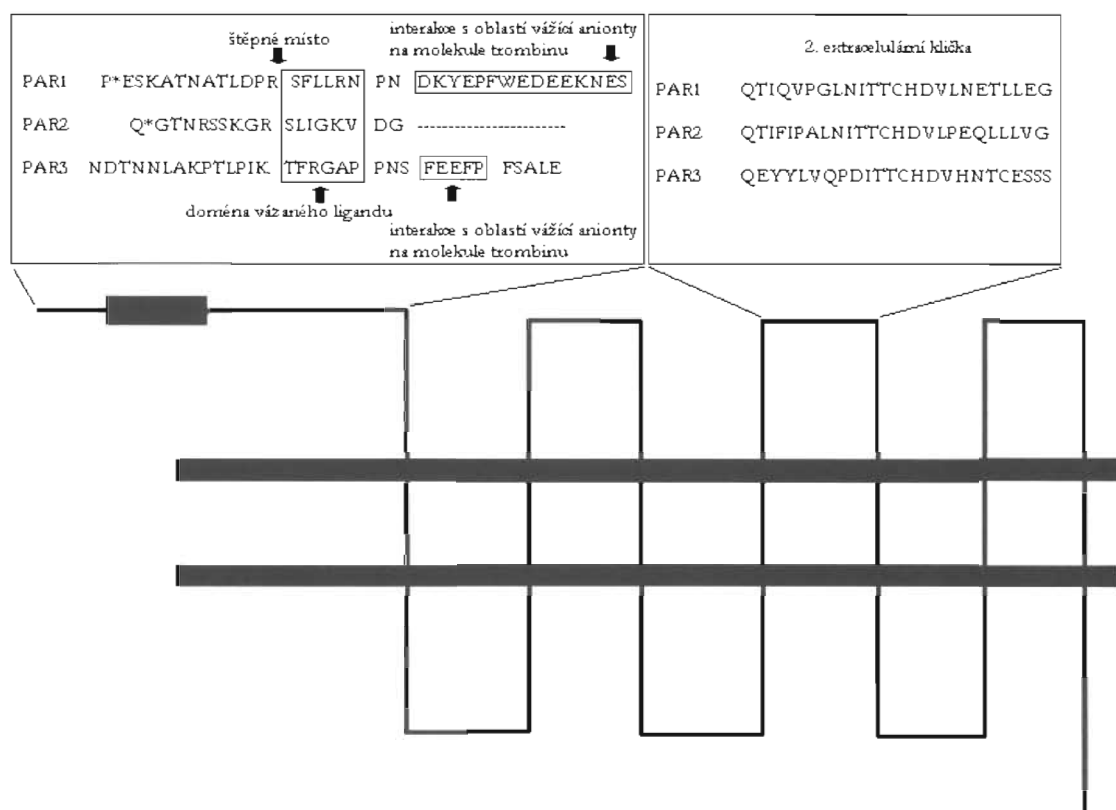 štěpné místo
interakce s oblastí vážící anionty
na molekule trombinu
PAR1 P*ESKATNATLDPR SFLLRN PN DKYEPFWEDEEKNES
PAR2 Q*GTNRSSKGR SLIGKV DG --------------------
PAR3 NDTNNLAKPTLPIK TFRGAP PNS FEEFP FSALE
doména vázaného ligandu
interakce s oblastí vážící anionty
na molekule trombinu
2. extracelulární klička
PAR1 QTIQVPGLNITTCHDVLNETLLEG
PAR2 QTIFIPALNITTCHDVLPEQLLLVG
PAR3 QEYYLVQPDITTCHDVHNTCESSS